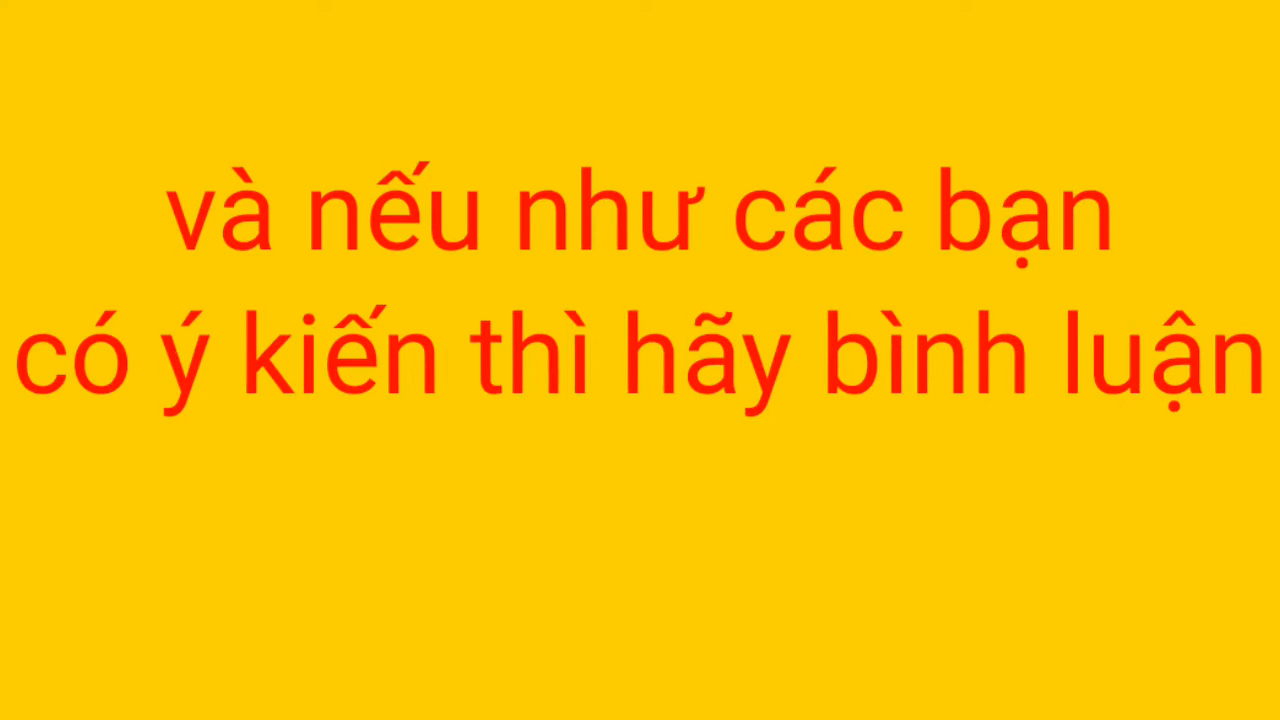 và nếu như các bạn
có ý kiến thì hãy bình luận